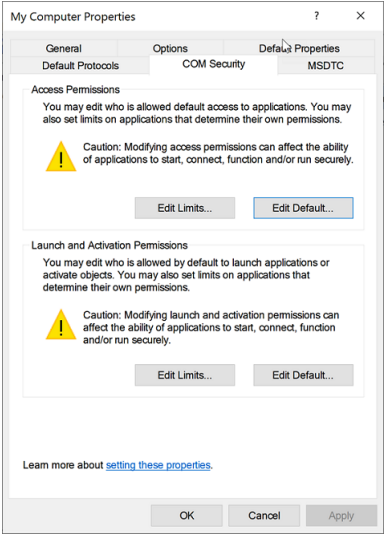 My Computer Properties
?
General
Options
Default Properties
Default Protocols
COM Security
MSDTC
Access Permissions
You may edit who is allowed default access to applications. You may
also set limits on applications that determine their own permissions.
Caution: Modifying access permissions can affect the ability
of applications to start, connect, function and/or run securely.
Edit Limits...
Edit Default...
Launch and Activation Permissions
You may edit who is allowed by default to launch applications or
activate objects. You may also set limits on applications that
determine their own permissions.
Caution: Modifying launch and activation permissions can
affect the ability of applications to start, connect, function
and/or run securely.
Edit Limits...
Edit Default...
Learn more about setting these properties.
OK
Cancel
Apply